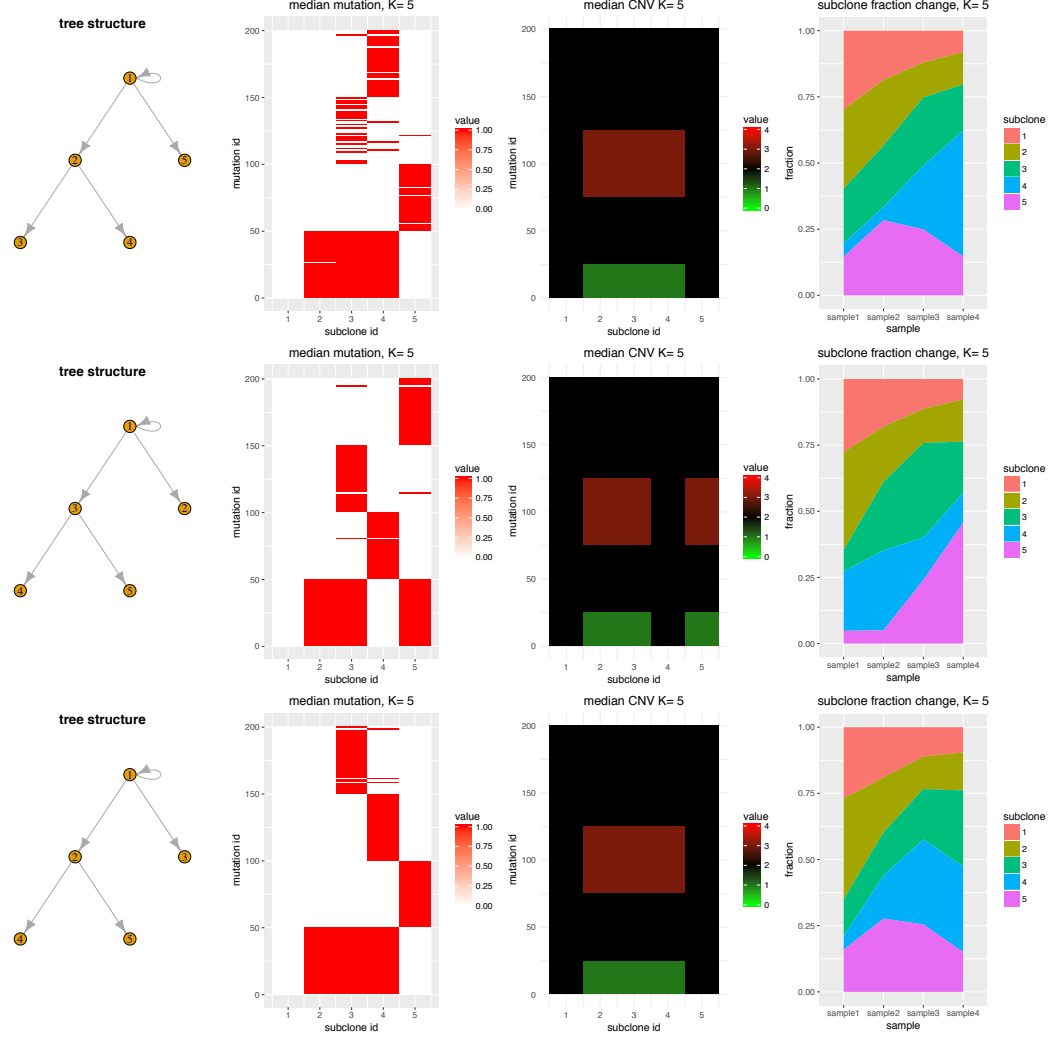 tree structure
1
2
5
3
4
median mutation, K= 5
mutation id
200
150
100
50
0
1 2 3 4 5
subclone id
value
1.00
0.75
0.50
0.25
0.00
median CNV K= 5
mutation id
200
150
100
50
0
1 2 3 4 5
subclone id
value
4
3
2
1
0
subclone fraction change, K= 5
fraction
1.00
0.75
0.50
0.25
0.00
sample1 sample2 sample3 sample4
sample
subclone
1
2
3
4
5
tree structure
1
3
2
4
5
median mutation, K= 5
mutation id
200
150
100
50
0
1 2 3 4 5
subclone id
value
1.00
0.75
0.50
0.25
0.00
median CNV K= 5
mutation id
200
150
100
50
0
1 2 3 4 5
subclone id
value
4
3
2
1
0
subclone fraction change, K= 5
fraction
1.00
0.75
0.50
0.25
0.00
sample1 sample2 sample3 sample4
sample
subclone
1
2
3
4
5
tree structure
1
2
3
4
5
median mutation, K= 5
mutation id
200
150
100
50
0
1 2 3 4 5
subclone id
value
1.00
0.75
0.50
0.25
0.00
median CNV K= 5
mutation id
200
150
100
50
0
1 2 3 4 5
subclone id
value
4
3
2
1
0
subclone fraction change, K= 5
fraction
1.00
0.75
0.50
0.25
0.00
sample1 sample2 sample3 sample4
sample
subclone
1
2
3
4
5